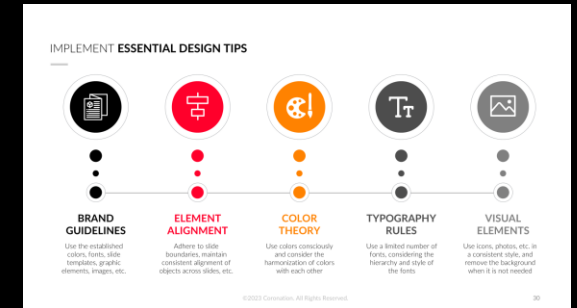 IMPLEMENT ESSENTIAL DESIGN TIPS
Tт
BRAND
GUIDELINES
Use the established
colors, fonts, slide
templates, graphic
elements, images, etc.
ELEMENT
ALIGNMENT
Adhere to slide
boundaries, maintain
consistent alignment of
objects across slides, etc.
COLOR
THEORY
Use colors consciously
and consider the
harmonization of colors
with each other
TYPOGRAPHY
RULES
Use a limited number of
fonts, considering the
hierarchy and style of
the fonts
VISUAL
ELEMENTS
Use icons, photos, etc. in
a consistent style, and
remove the background
when it is not needed
©2023 Coronation. All Rights Reserved.
30